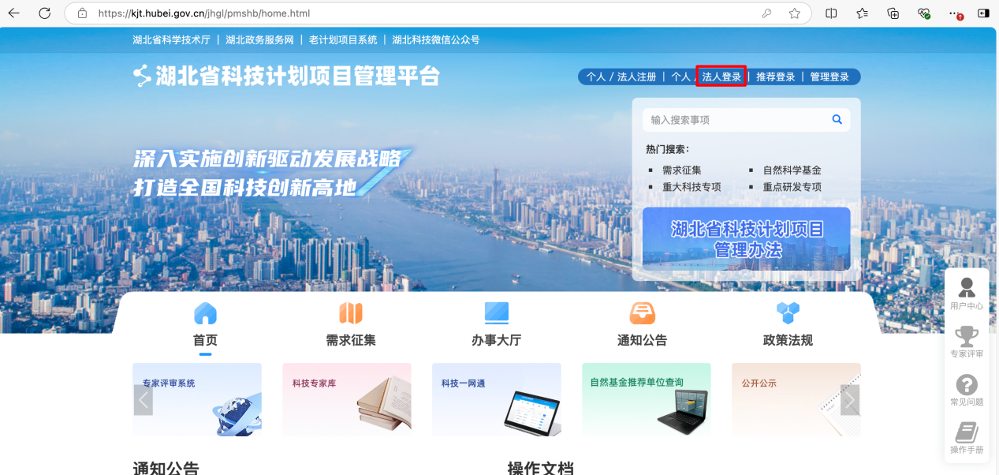 https://kjt.hubei.gov.cn/jhgl/pmshb/home.html
湖北省科学技术厅 | 湖北政务服务网 | 老计划项目系统 | 湖北科技微信公众号
湖北省科技计划项目管理平台
个人 / 法人注册 | 个人 / 法人登录 | 推荐登录 | 管理登录
输入搜索事项
热门搜索：
需求征集
自然科学基金
重大科技专项
重点研发专项
深入实施创新驱动发展战略
打造全国科技创新高地
湖北省科技计划项目
管理办法
用户中心
专家评审
常见问题
操作手册
首页
需求征集
办事大厅
通知公告
政策法规
专家评审系统
科技专家库
科技一网通
自然基金推荐单位查询
公开公示
通知公告
操作文档